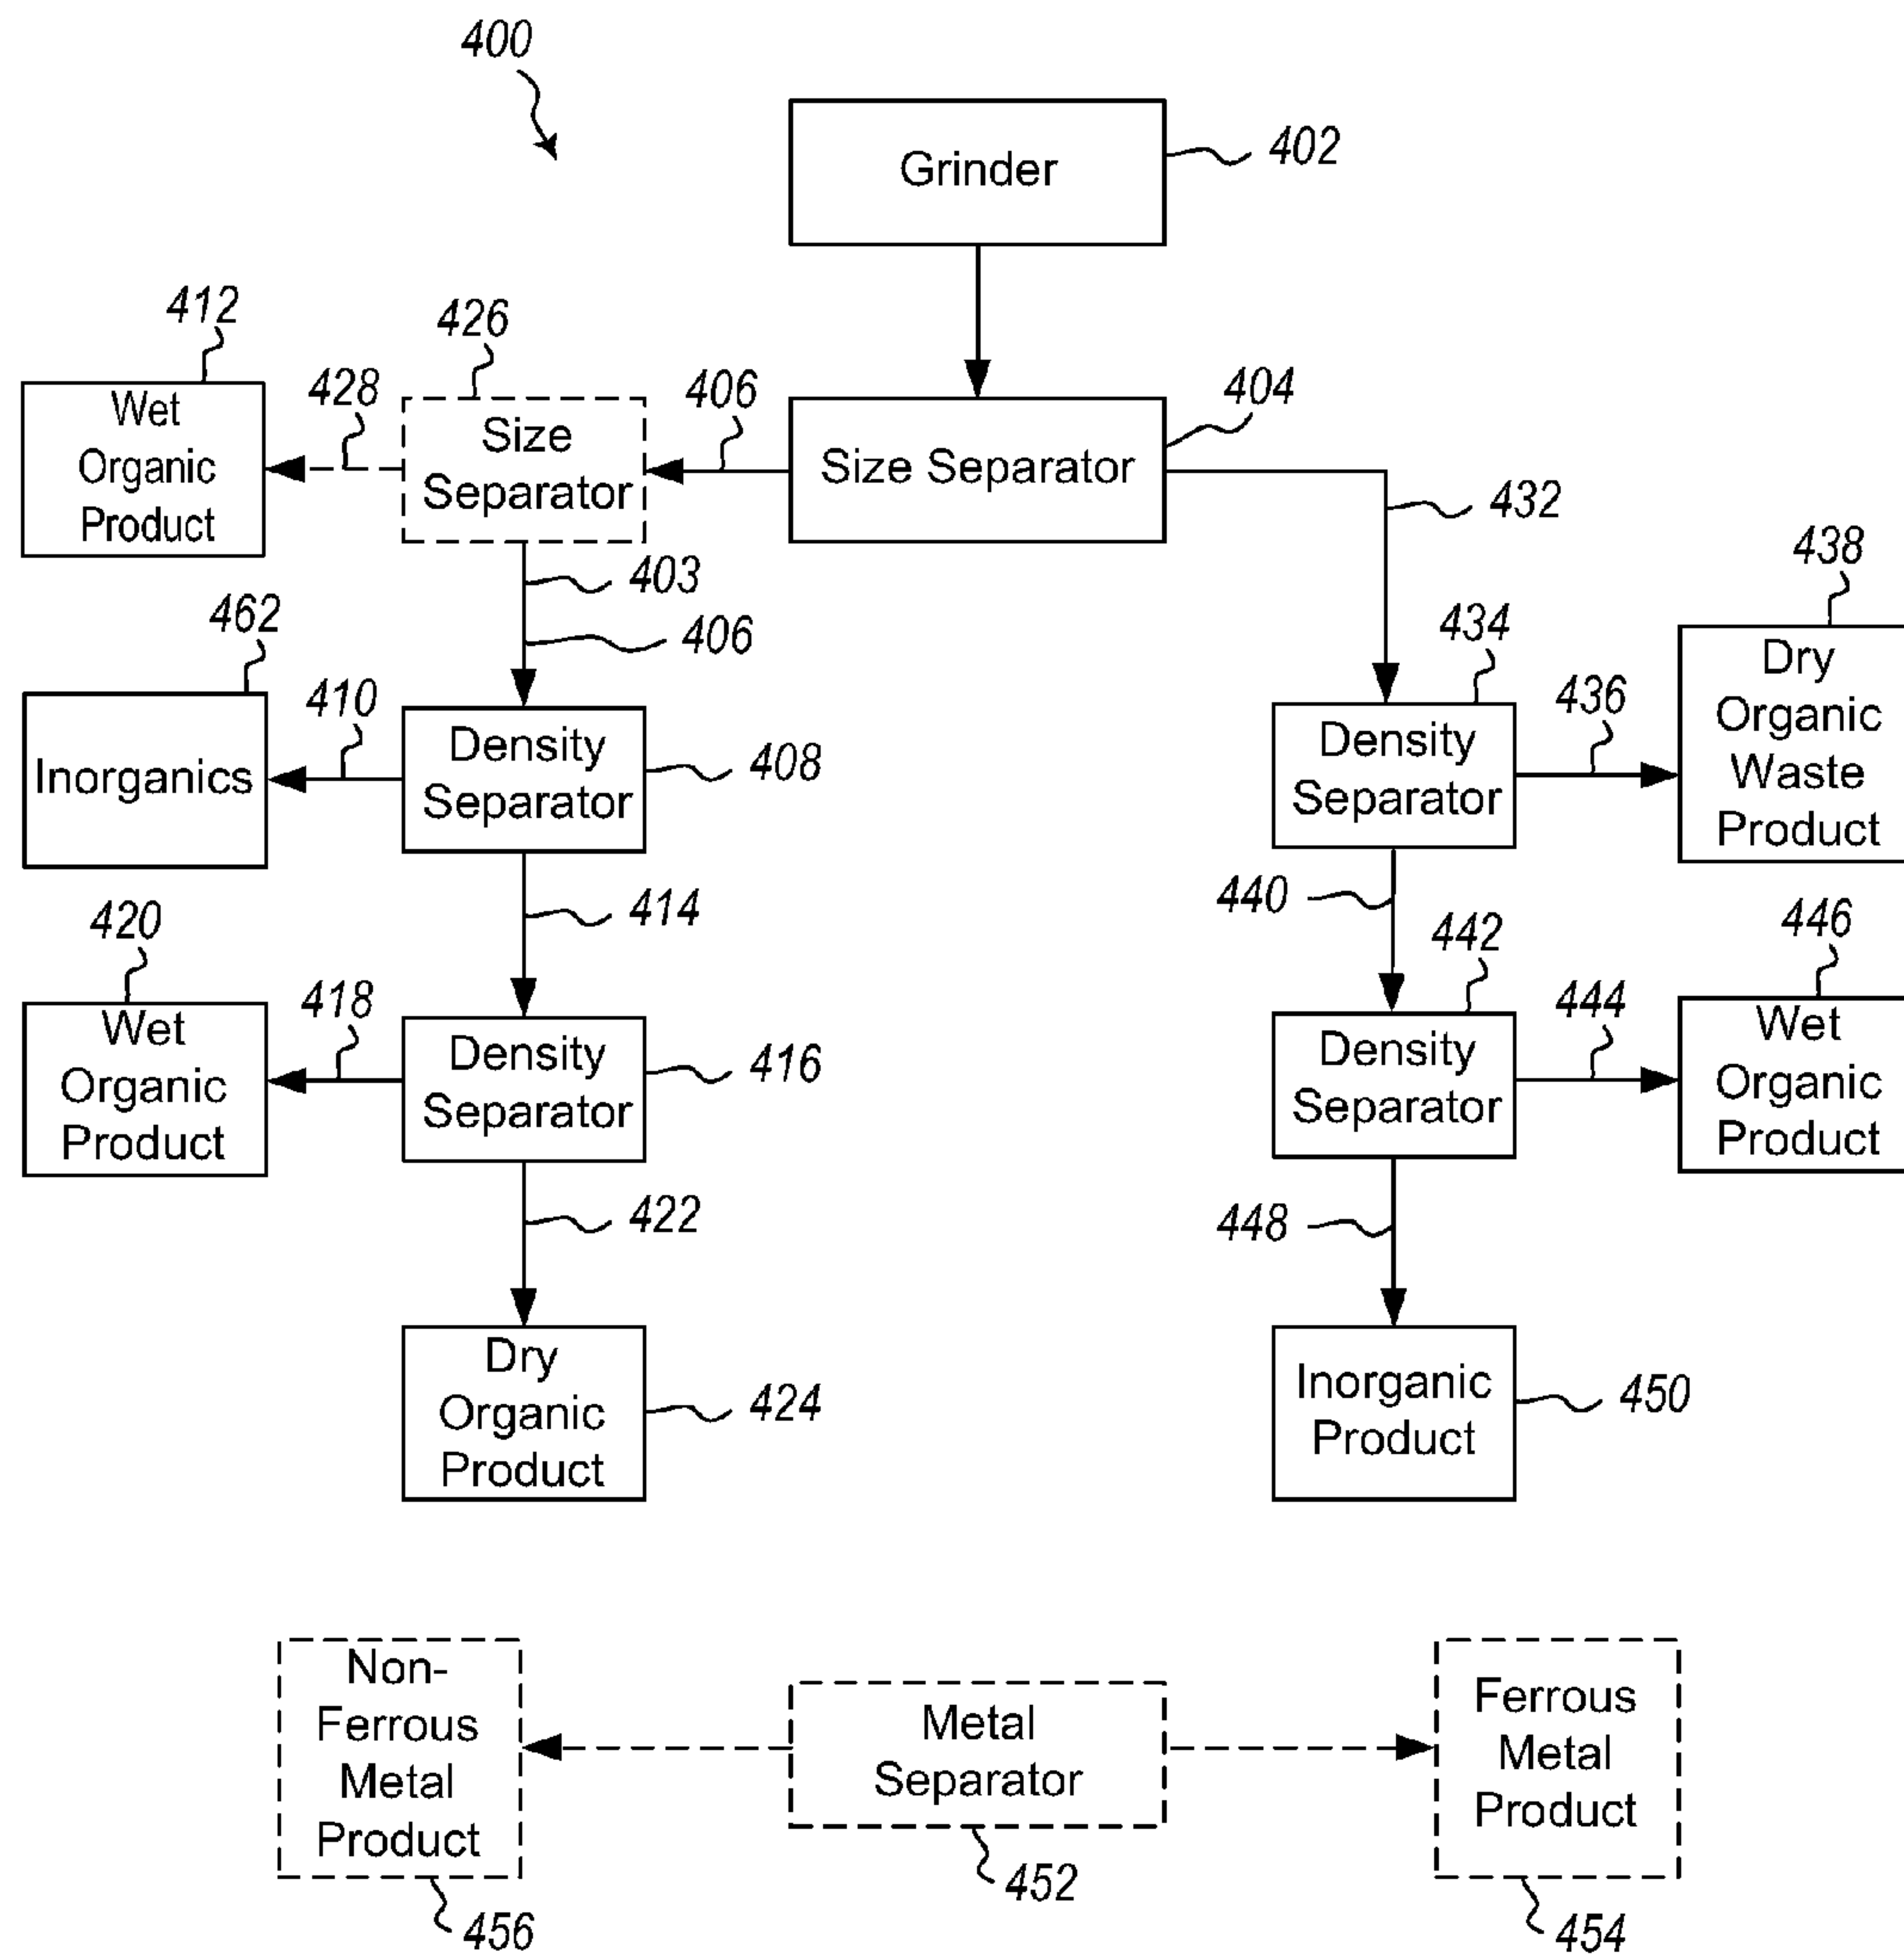 400
Grinder
402
412
426
428
406
404
Wet
Organic
Product
Size
Separator
Size Separator
432
403
406
438
462
434
410
436
Inorganics
Density
Separator
408
Density
Separator
Dry
Organic
Waste
Product
414
440
420
442
446
418
444
Wet
Organic
Product
Density
Separator
416
Density
Separator
Wet
Organic
Product
422
448
Dry
Organic
Product
424
Inorganic
Product
450
Non-
Ferrous
Metal
Product
Metal
Separator
Ferrous
Metal
Product
456
452
454